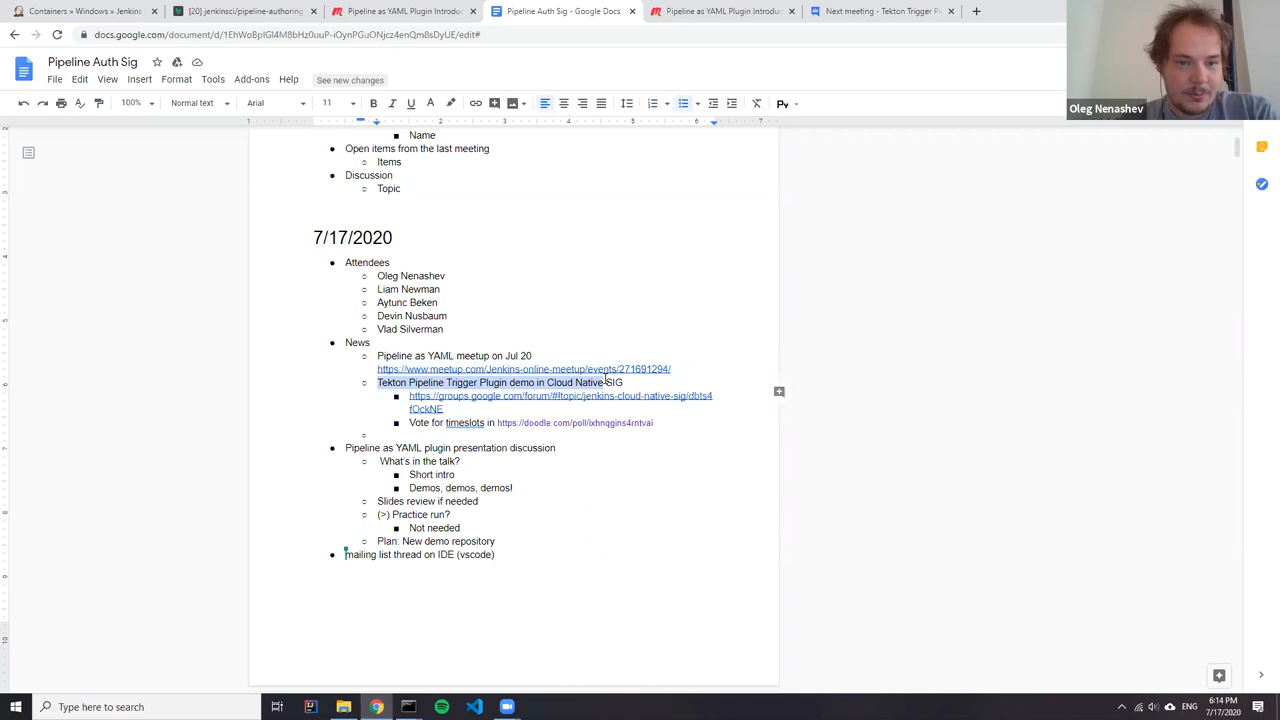 Containers » Windows » Jenkins
[20] jenkinsci/pipeline-authoring
Pipeline as YAML Plugin Introduc
Pipeline Auth Sig - Google Docs
Pipeline as YAML Plugin Introduc
Next meeting - Tekton Trigger P
docs.google.com/document/d/1EhWoBpIGl4M8bHz0uuP-iOynPGuONjcz4enQm8sDyUE/edit#
Pipeline Auth Sig
File Edit View Insert Format Tools Add-ons Help See new changes
100% Normal text Arial 11
Oleg Nenashev
Name
Open items from the last meeting
Items
Discussion
Topic
7/17/2020
Attendees
Oleg Nenashev
Liam Newman
Aytunc Beken
Devin Nusbaum
Vlad Silverman
News
Pipeline as YAML meetup on Jul 20
https://www.meetup.com/Jenkins-online-meetup/events/271691294/
Tekton Pipeline Trigger Plugin demo in Cloud Native SIG
https://groups.google.com/forum/#!topic/jenkins-cloud-native-sig/dbts4
fOckNE
Vote for timeslots in https://doodle.com/poll/ixhnqgins4rntvai
Pipeline as YAML plugin presentation discussion
What's in the talk?
Short intro
Demos, demos, demos!
Slides review if needed
(>) Practice run?
Not needed
Plan: New demo repository
mailing list thread on IDE (vscode)
Type here to search
ENG
6:14 PM
7/17/2020